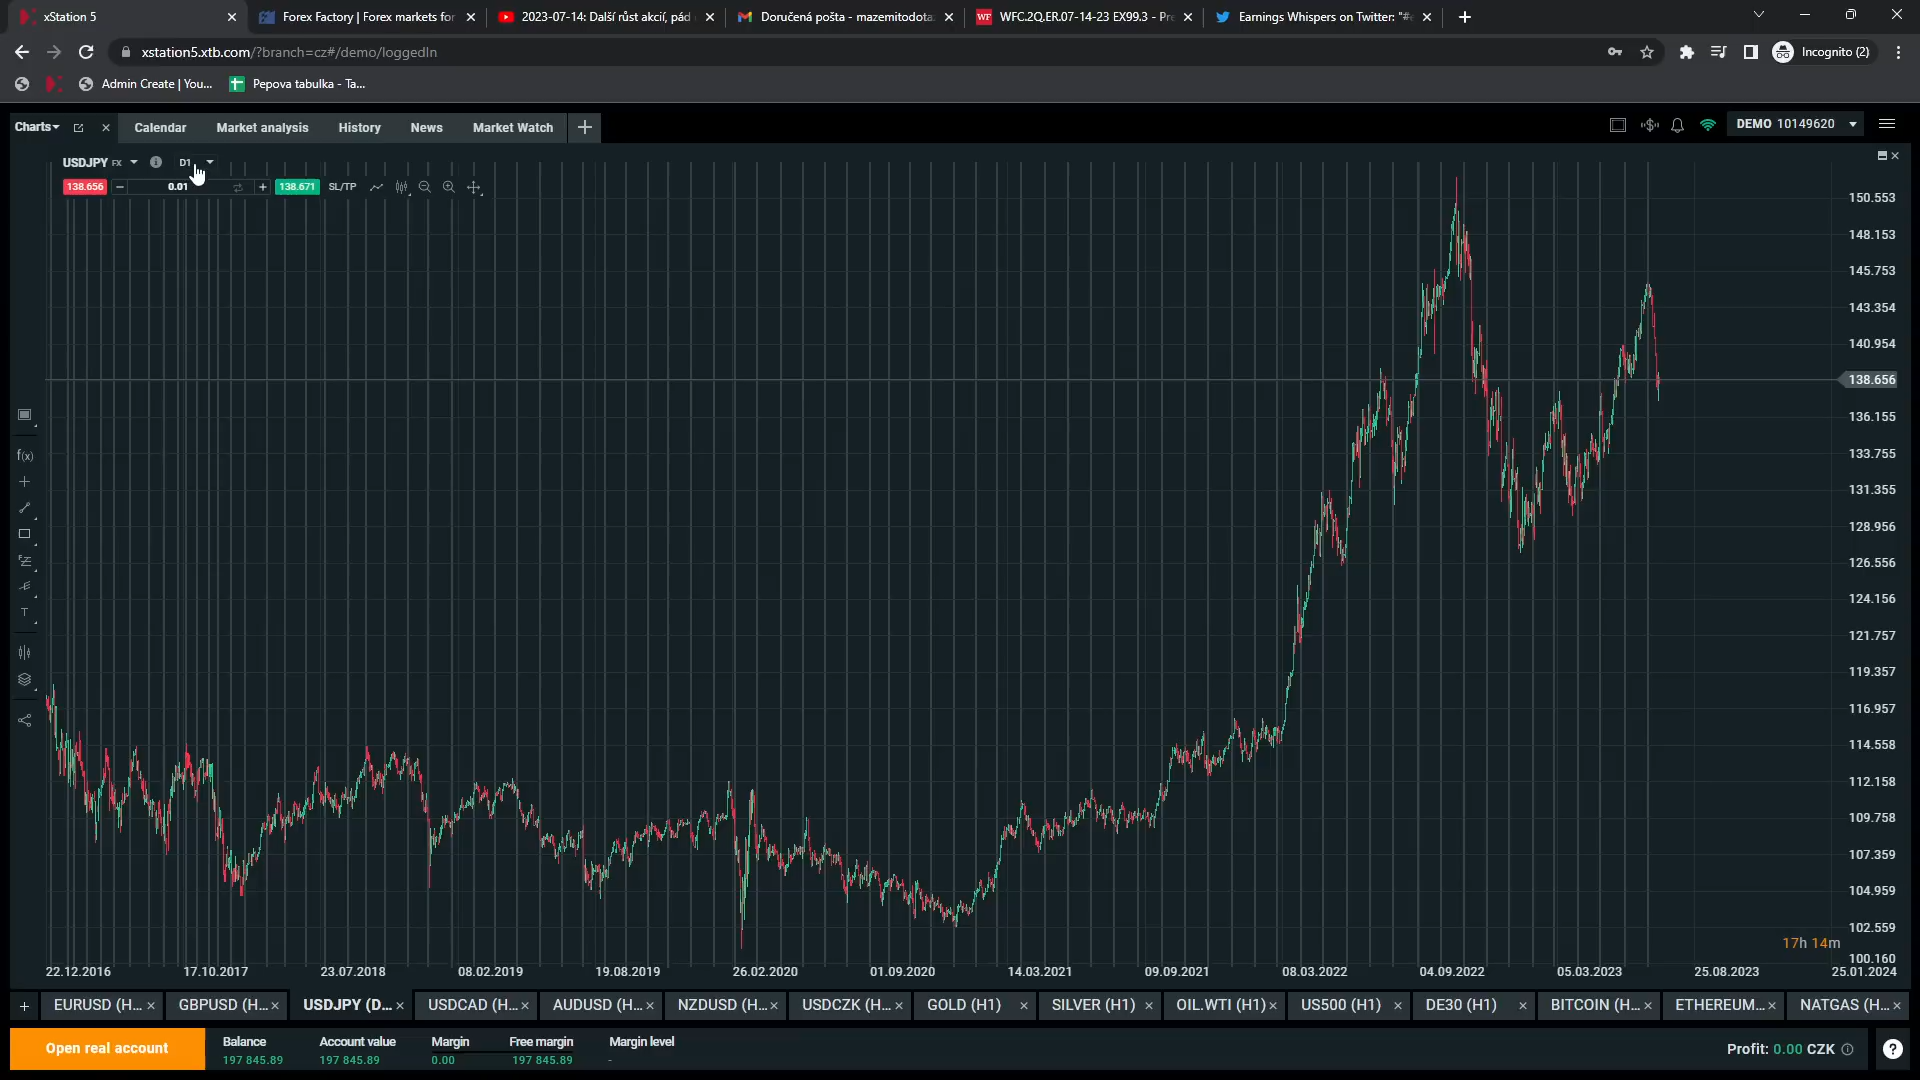 xStation 5
Forex Factory | Forex markets for
2023-07-14: Další růst akcií, pád
Doručená pošta - mazemitodota
WFC.2Q.ER.07-14-23 EX99.3 - Pre
Earnings Whispers on Twitter: "#e
xstation5.xtb.com/?branch=cz#/demo/loggedIn
Incognito (2)
Admin Create | You...
Pepova tabulka - Ta...
Charts
Calendar
Market analysis
History
News
Market Watch
DEMO 10149620
USDJPY FX
D1
138.656
0.01
138.671
SL/TP
150.553
148.153
145.753
143.354
140.954
138.656
136.155
133.755
131.355
128.956
126.556
124.156
121.757
119.357
116.957
114.558
112.158
109.758
107.359
104.959
102.559
100.160
f(x)
T
17h 14m
22.12.2016
17.10.2017
23.07.2018
08.02.2019
19.08.2019
26.02.2020
01.09.2020
14.03.2021
09.09.2021
08.03.2022
04.09.2022
05.03.2023
25.08.2023
25.01.2024
EURUSD (H...
GBPUSD (H...
USDJPY (D...
USDCAD (H...
AUDUSD (H...
NZDUSD (H...
USDCZK (H...
GOLD (H1)
SILVER (H1)
OIL.WTI (H1)
US500 (H1)
DE30 (H1)
BITCOIN (H...
ETHEREUM...
NATGAS (H...
Open real account
Balance
197 845.89
Account value
197 845.89
Margin
0.00
Free margin
197 845.89
Margin level
-
Profit: 0.00 CZK
?